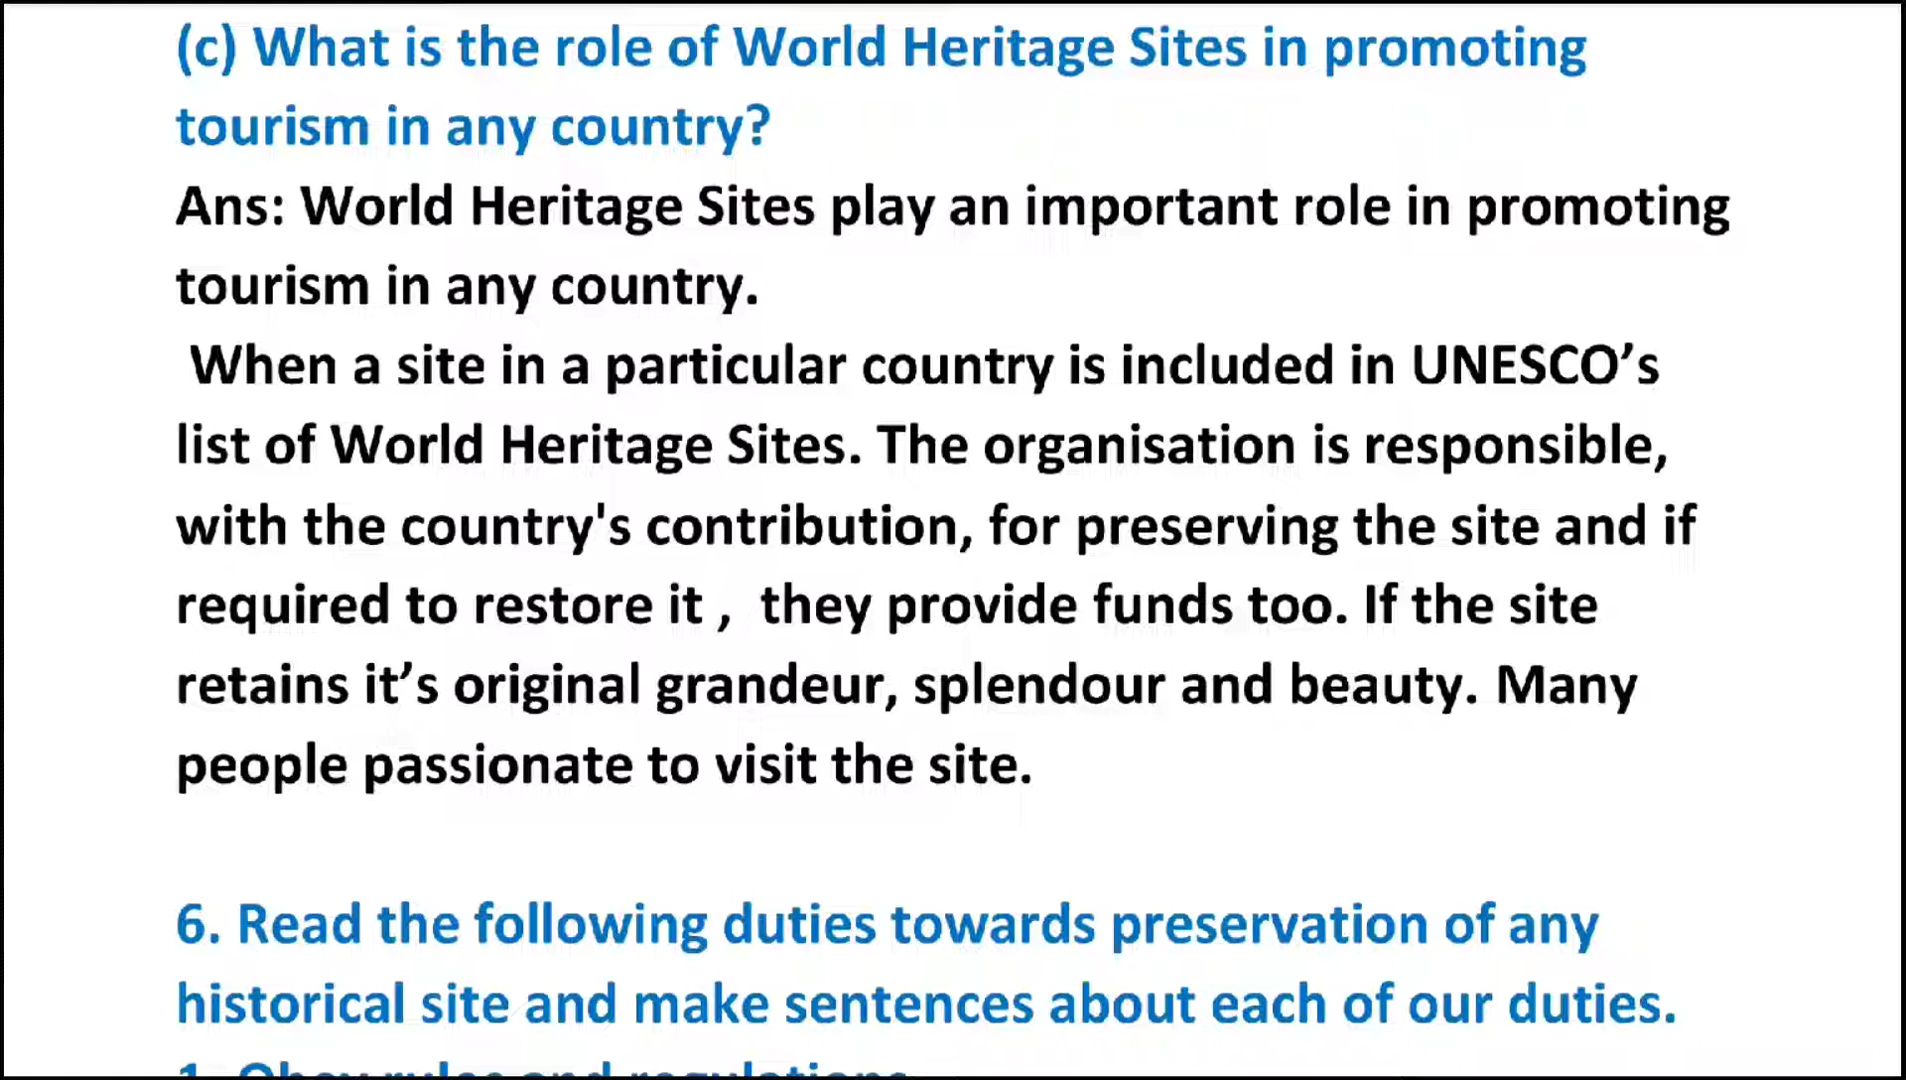 (c) What is the role of World Heritage Sites in promoting
tourism in any country?
Ans: World Heritage Sites play an important role in promoting
tourism in any country.
When a site in a particular country is included in UNESCO’s
list of World Heritage Sites. The organisation is responsible,
with the country's contribution, for preserving the site and if
required to restore it ,  they provide funds too. If the site
retains it’s original grandeur, splendour and beauty. Many
people passionate to visit the site.
6. Read the following duties towards preservation of any
historical site and make sentences about each of our duties.
1. Obey rules and regulations